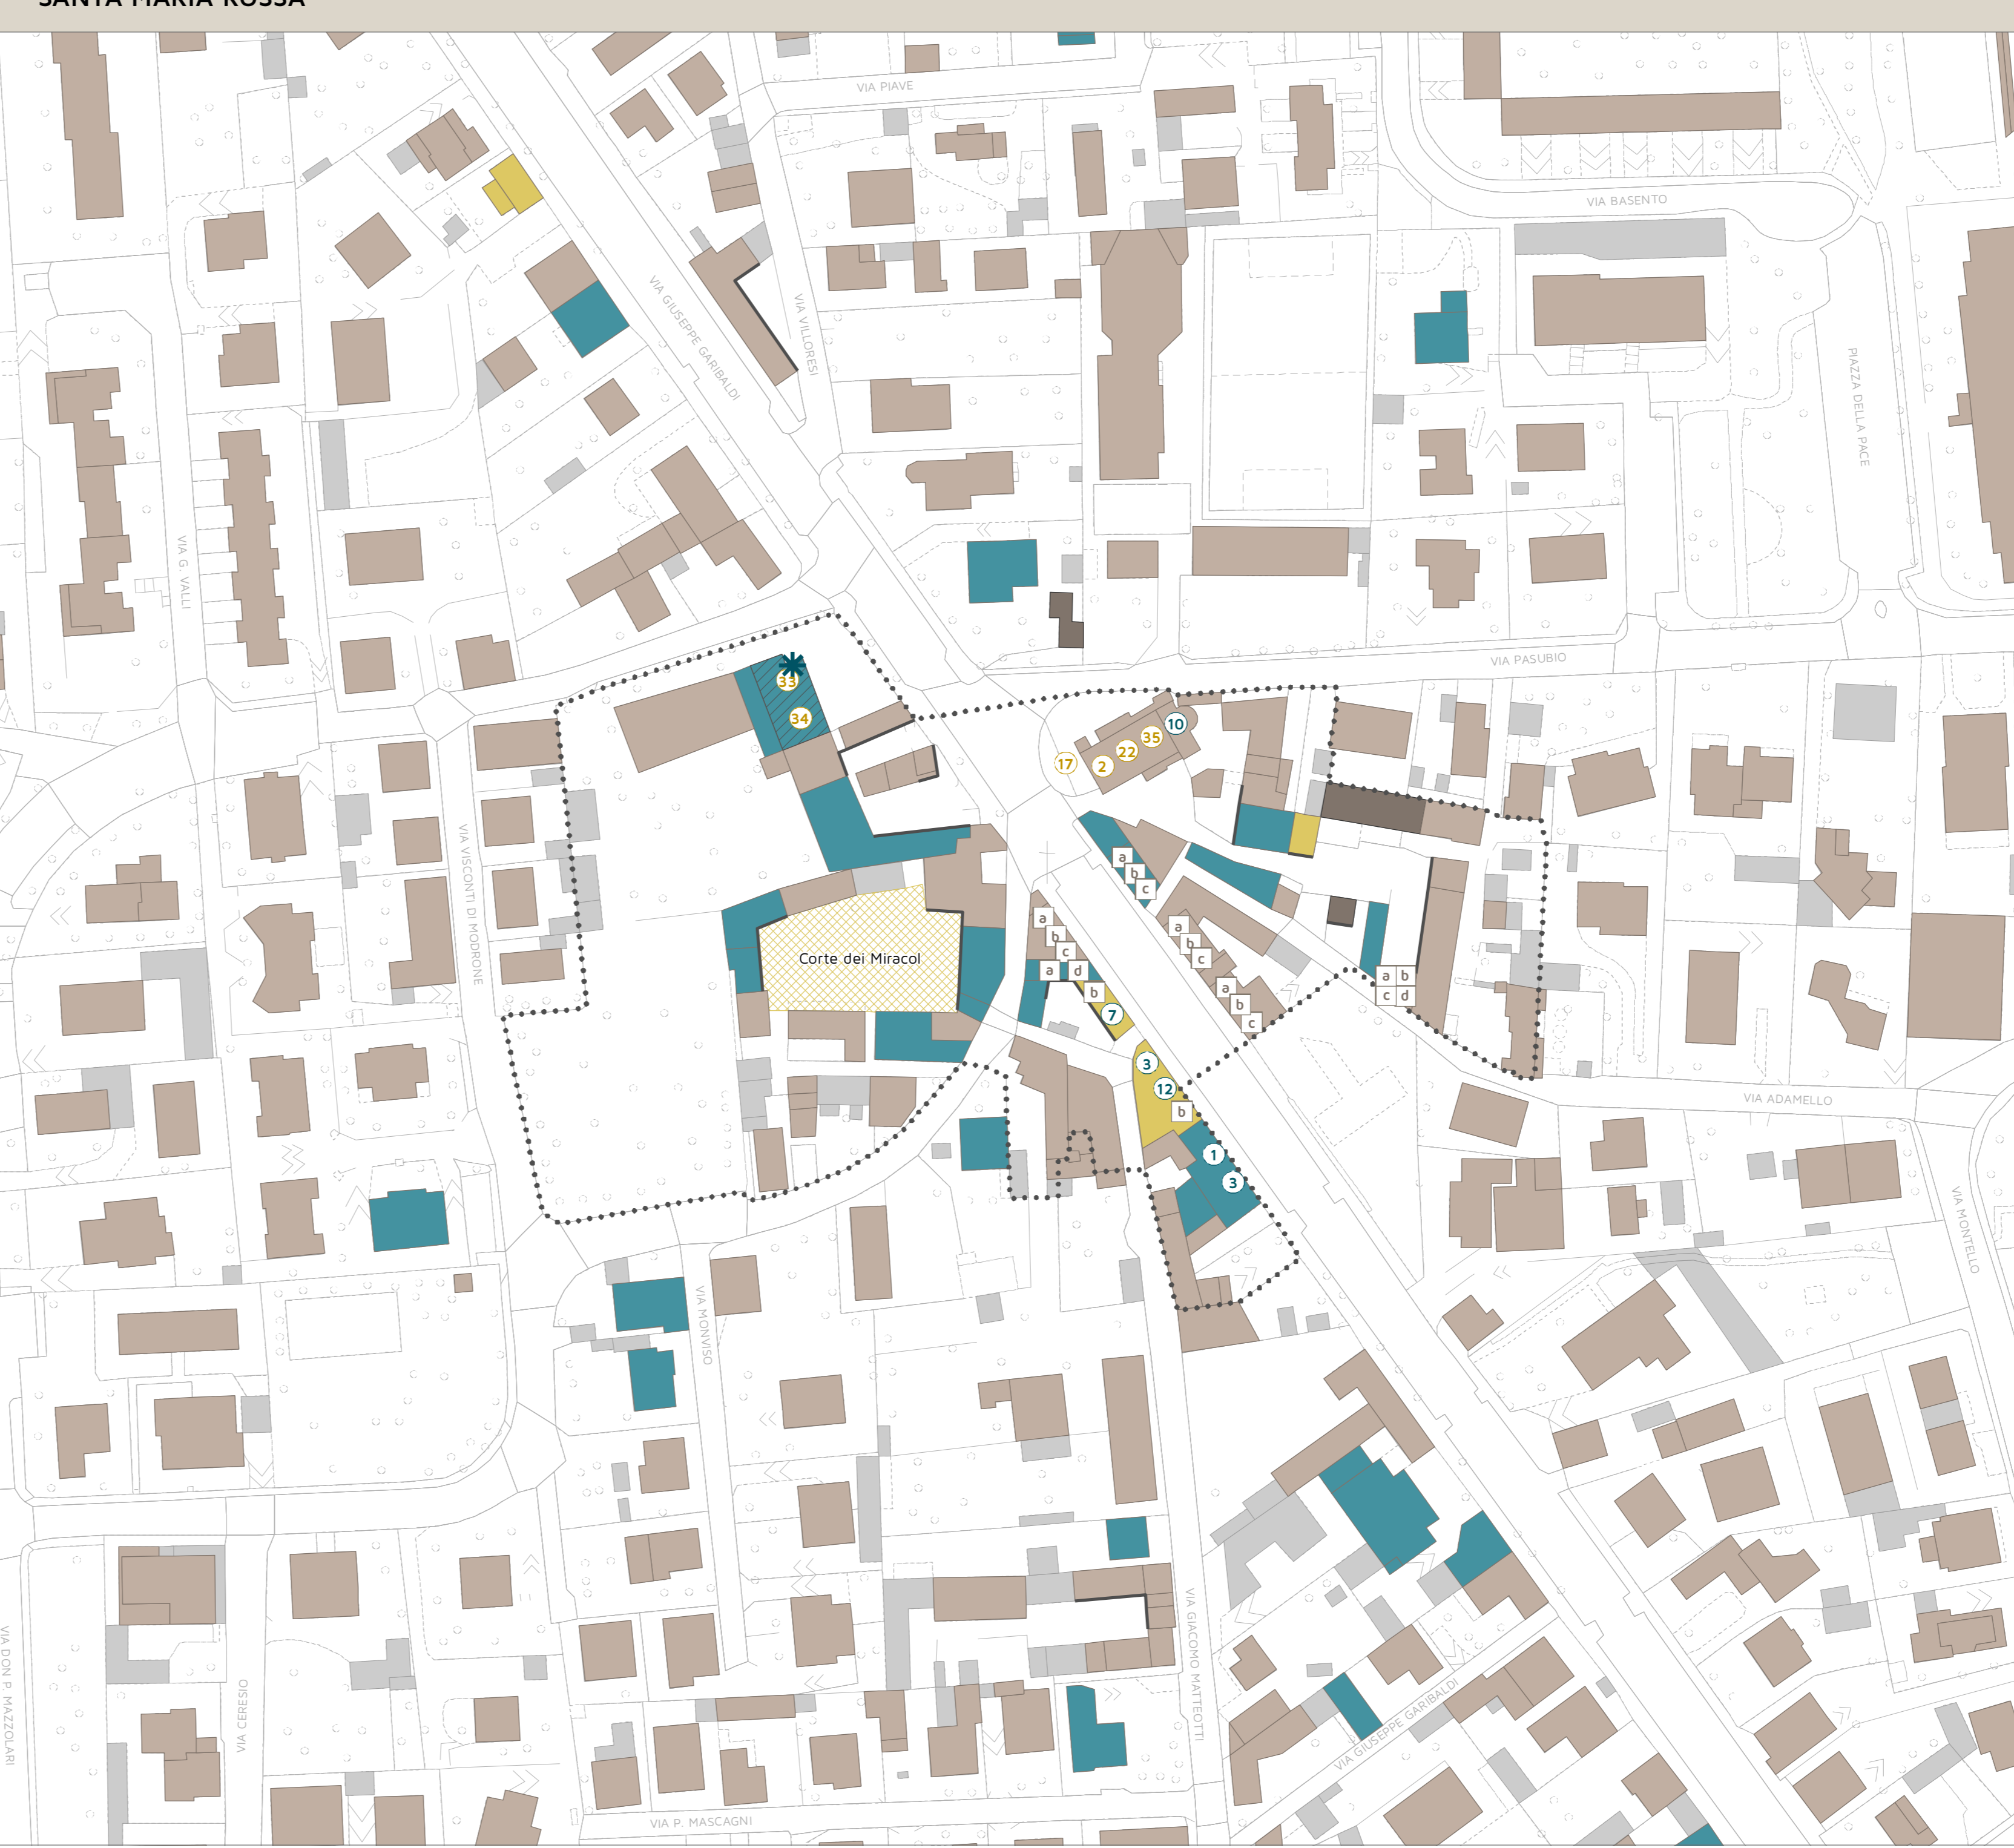 SANTA MARIA ROSSA
VIA PIAVE
VIA BASENTO
VIA GIUSEPPE GARIBALDI
VIA VILLORESI
PIAZZA DELLA PACE
VIA G. VALLI
VIA PASUBIO
33
34
10
35
22
2
17
VIA VISCONTI DI MODRONE
a
b
c
a
b
c
a
b
c
Corte dei Miracol
a
d
b
a b
c d
a
b
c
7
3
12
b
VIA ADAMELLO
1
3
VIA MONTELLO
VIA MONVISO
VIA GIACOMO MATTEOTTI
VIA DON P. MAZZOLARI
VIA CERESIO
VIA GIUSEPPE GARIBALDI
VIA P. MASCAGNI